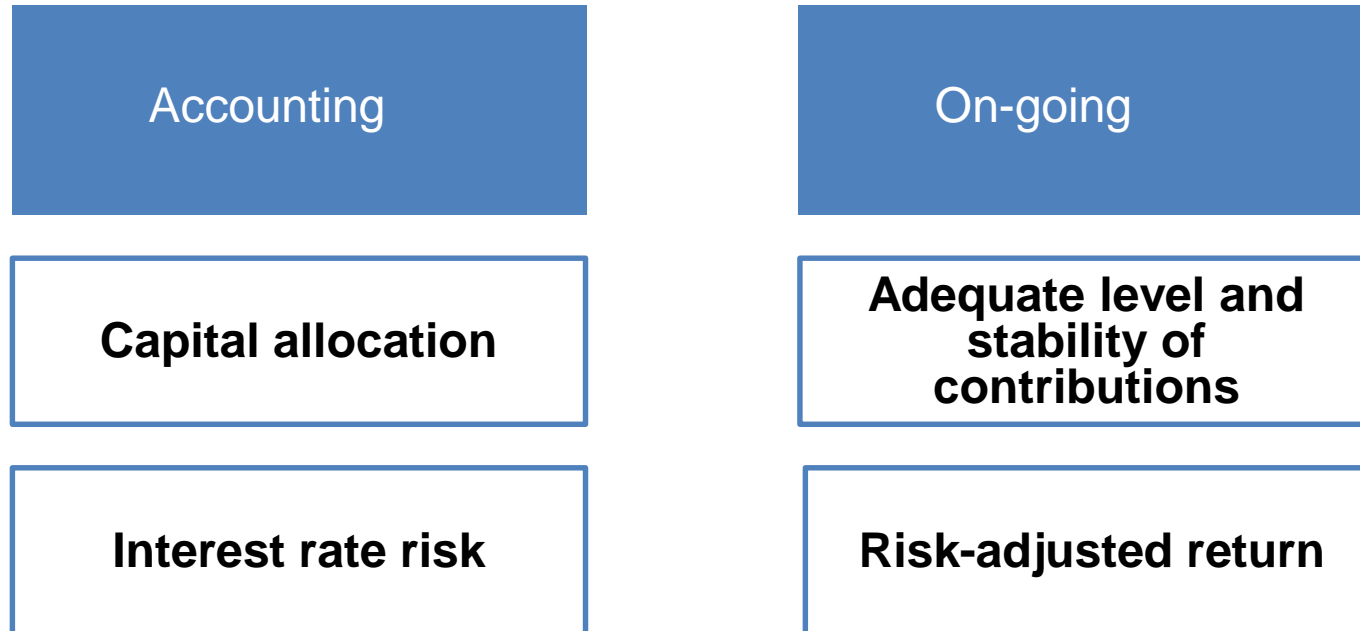 Accounting
On-going
Capital allocation
Adequate level and
stability of
contributions
Interest rate risk
Risk-adjusted return